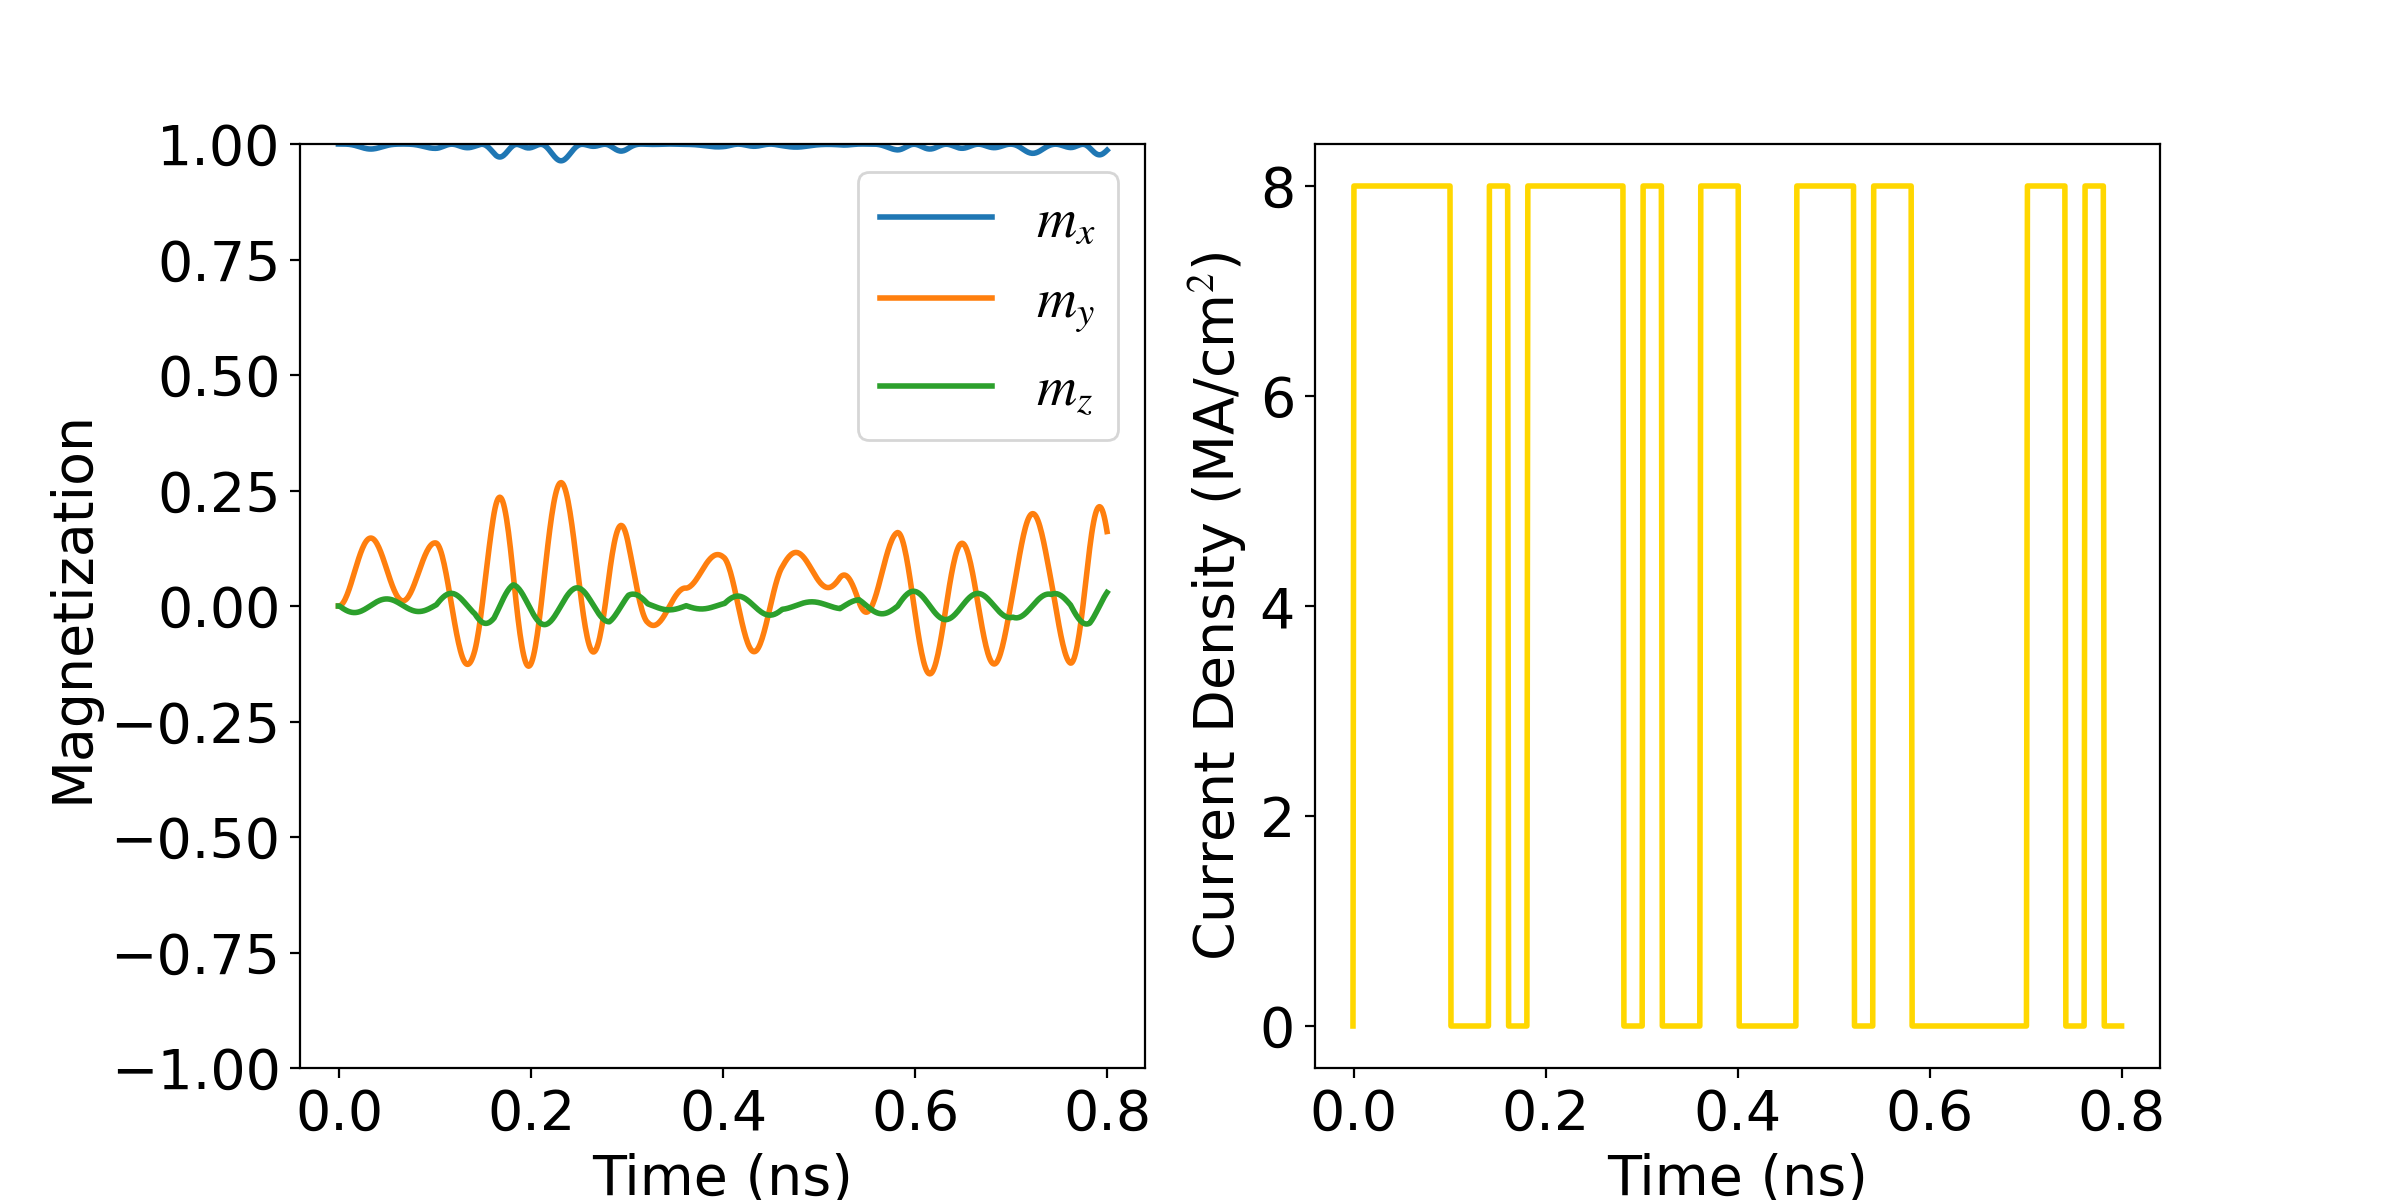 Magnetization
1.00
0.75
0.50
0.25
0.00
−0.25
−0.50
−0.75
−1.00
0.0 0.2 0.4 0.6 0.8
Time (ns)
mₓ
m_y
m_z
Current Density (MA/cm²)
8
6
4
2
0
0.0 0.2 0.4 0.6 0.8
Time (ns)